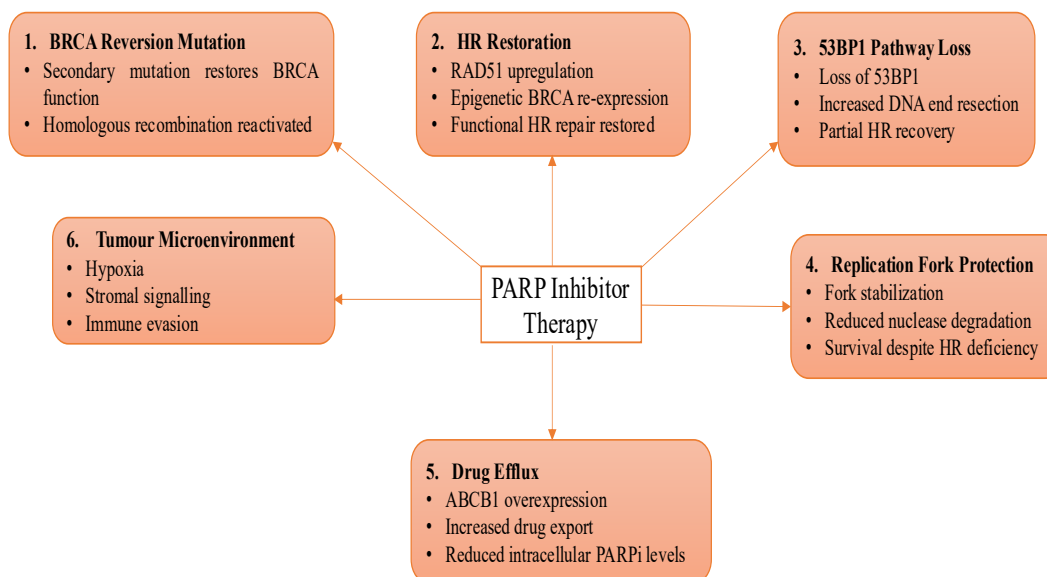 1. BRCA Reversion Mutation
• Secondary mutation restores BRCA
function
• Homologous recombination reactivated
2. HR Restoration
• RAD51 upregulation
• Epigenetic BRCA re-expression
• Functional HR repair restored
3. 53BP1 Pathway Loss
• Loss of 53BP1
• Increased DNA end resection
• Partial HR recovery
6. Tumour Microenvironment
• Hypoxia
• Stromal signalling
• Immune evasion
PARP Inhibitor
Therapy
4. Replication Fork Protection
• Fork stabilization
• Reduced nuclease degradation
• Survival despite HR deficiency
5. Drug Efflux
• ABCB1 overexpression
• Increased drug export
• Reduced intracellular PARPi levels